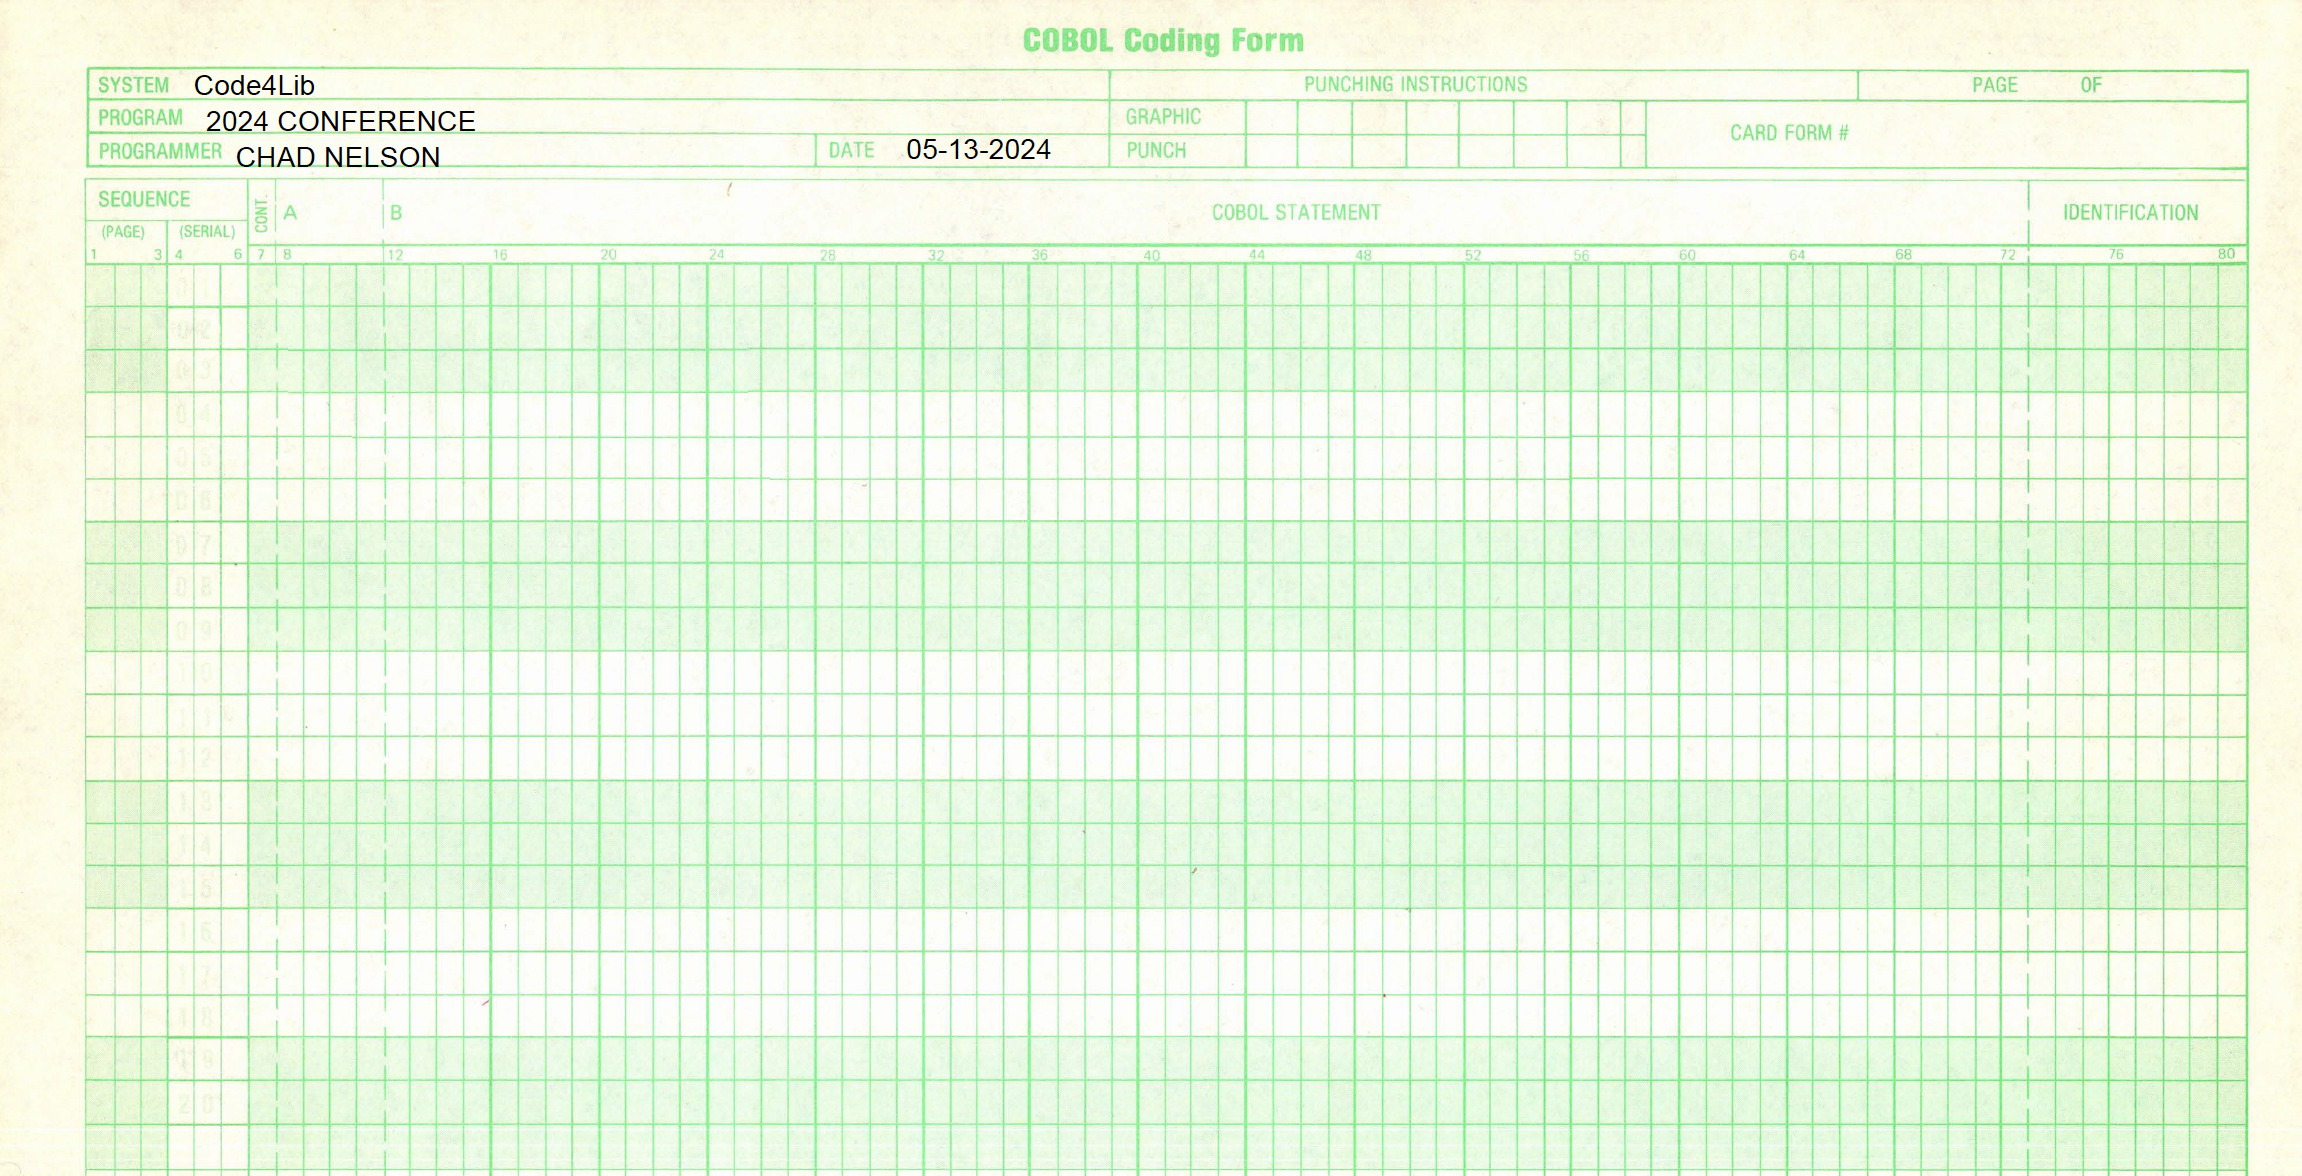 COBOL Coding Form
SYSTEM Code4Lib PUNCHING INSTRUCTIONS PAGE OF
PROGRAM 2024 CONFERENCE GRAPHIC CARD FORM #
PROGRAMMER CHAD NELSON DATE 05-13-2024 PUNCH
SEQUENCE CONT. A B COBOL STATEMENT IDENTIFICATION
(PAGE) (SERIAL)
1 3 4 6 7 8 12 16 20 24 28 32 36 40 44 48 52 56 60 64 68 72 76 80
02
03
04
05
06
07
08
09
10
11
12
13
14
15
16
17
18
19
20